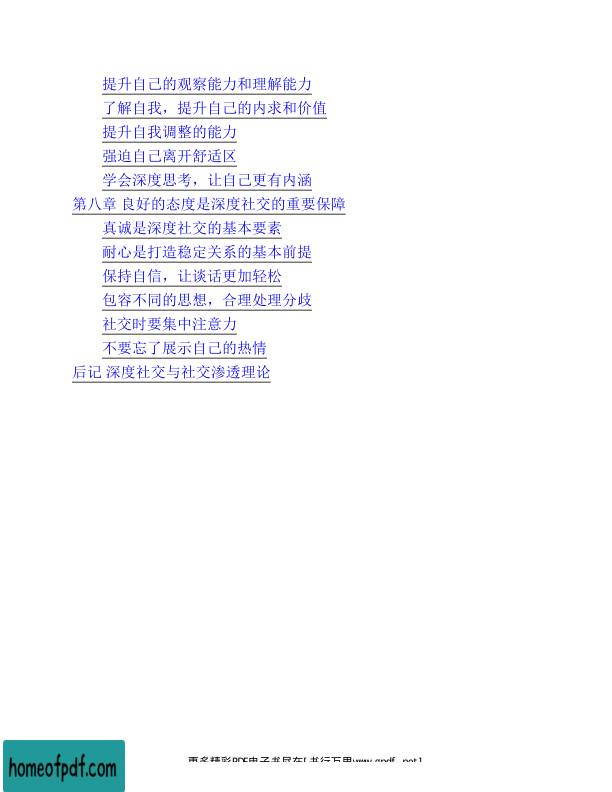 提升自己的观察能力和理解能力
了解自我，提升自己的内求和价值
提升自我调整的能力
强迫自己离开舒适区
学会深度思考，让自己更有内涵
第八章 良好的态度是深度社交的重要保障
真诚是深度社交的基本要素
耐心是打造稳定关系的基本前提
保持自信，让谈话更加轻松
包容不同的思想，合理处理分歧
社交时要集中注意力
不要忘了展示自己的热情
后记 深度社交与社交渗透理论
更多精彩PDF电子书尽在[ 书行万里
homeofpdf.com